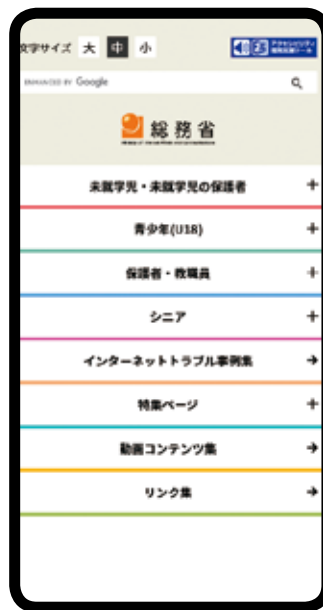 文字サイズ 大 中 小
ENHANCED BY Google
総務省
未就学児・未就学児の保護者 +
青少年(U18) +
保護者・教職員 +
シニア +
インターネットトラブル事例集 →
特集ページ +
動画コンテンツ集 →
リンク集 →